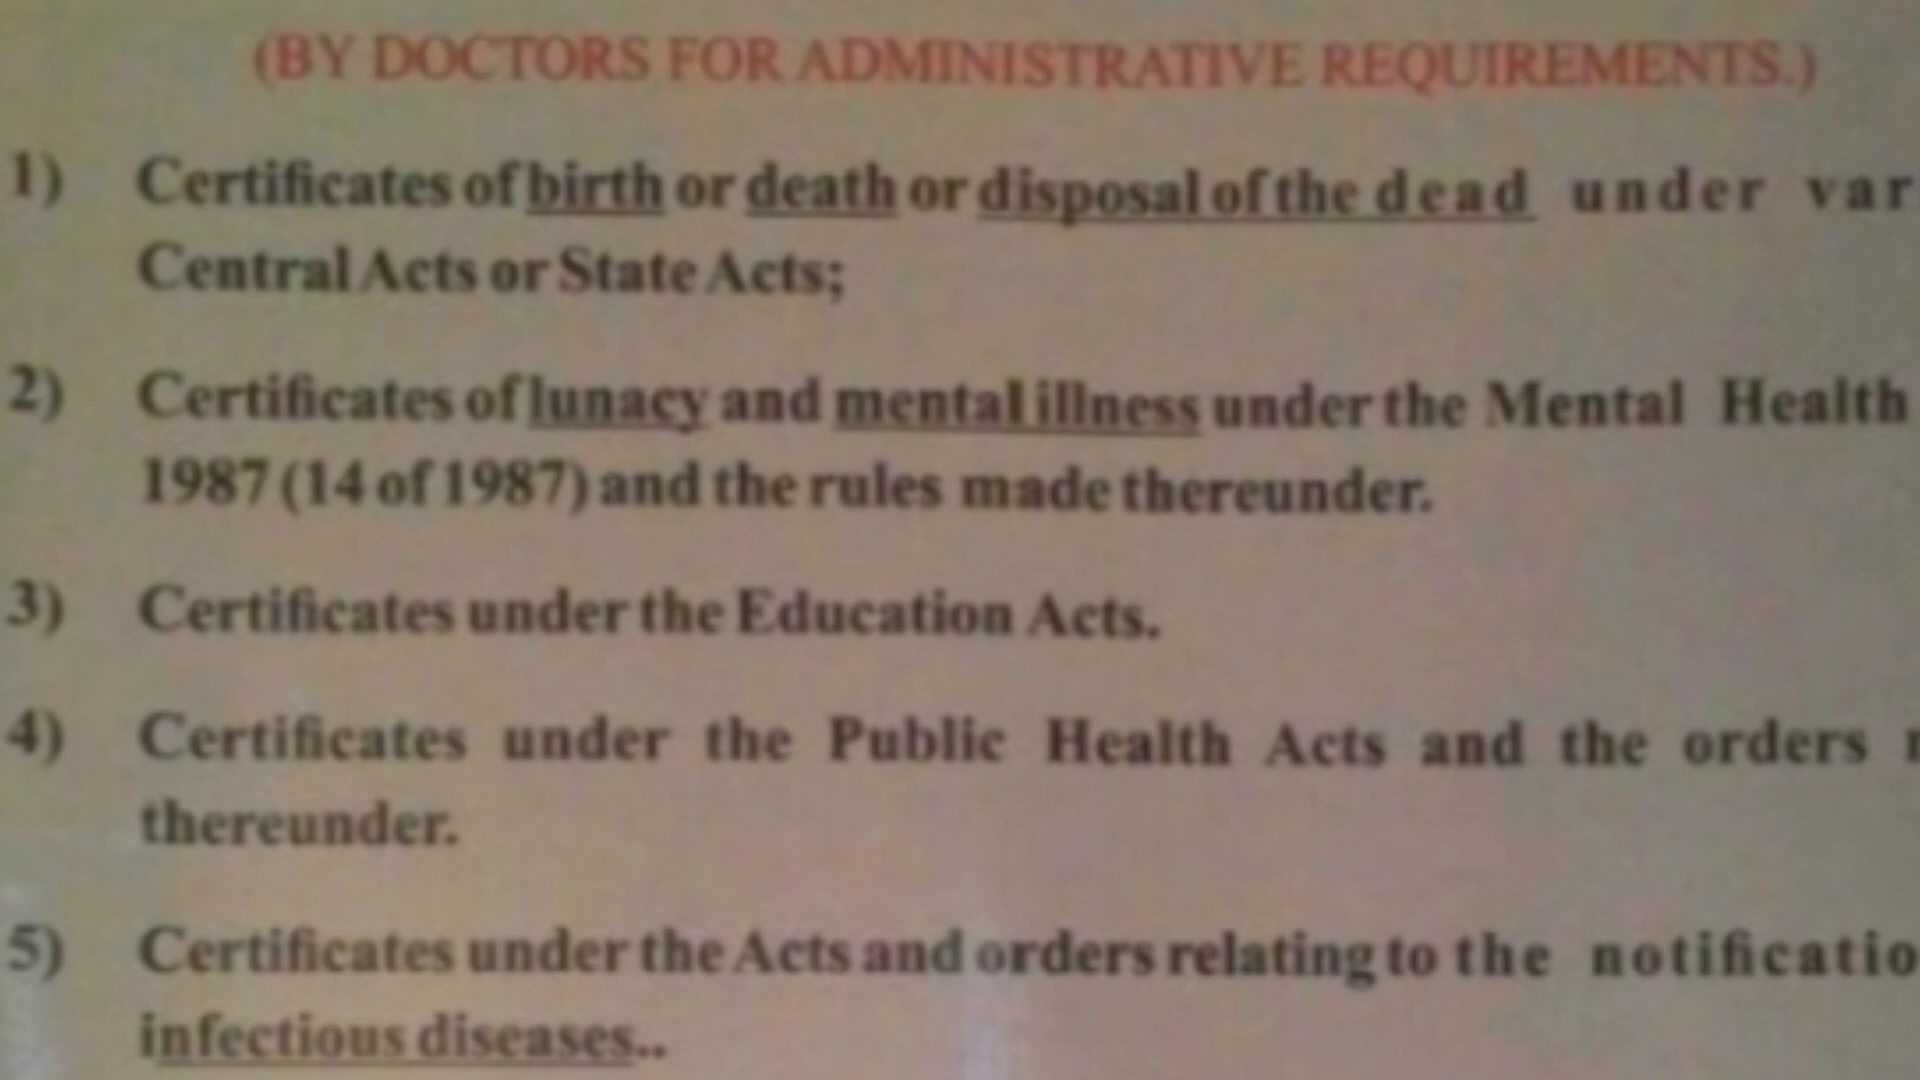 (BY DOCTORS FOR ADMINISTRATIVE REQUIREMENTS.)
1) Certificates of birth or death or disposal of the dead under
Central Acts or State Acts;
2) Certificates of lunacy and mental illness under the Mental Health
1987 (14 of 1987) and the rules made thereunder.
3) Certificates under the Education Acts.
4) Certificates under the Public Health Acts and the orders
thereunder.
5) Certificates under the Acts and orders relating to the
infectious diseases..